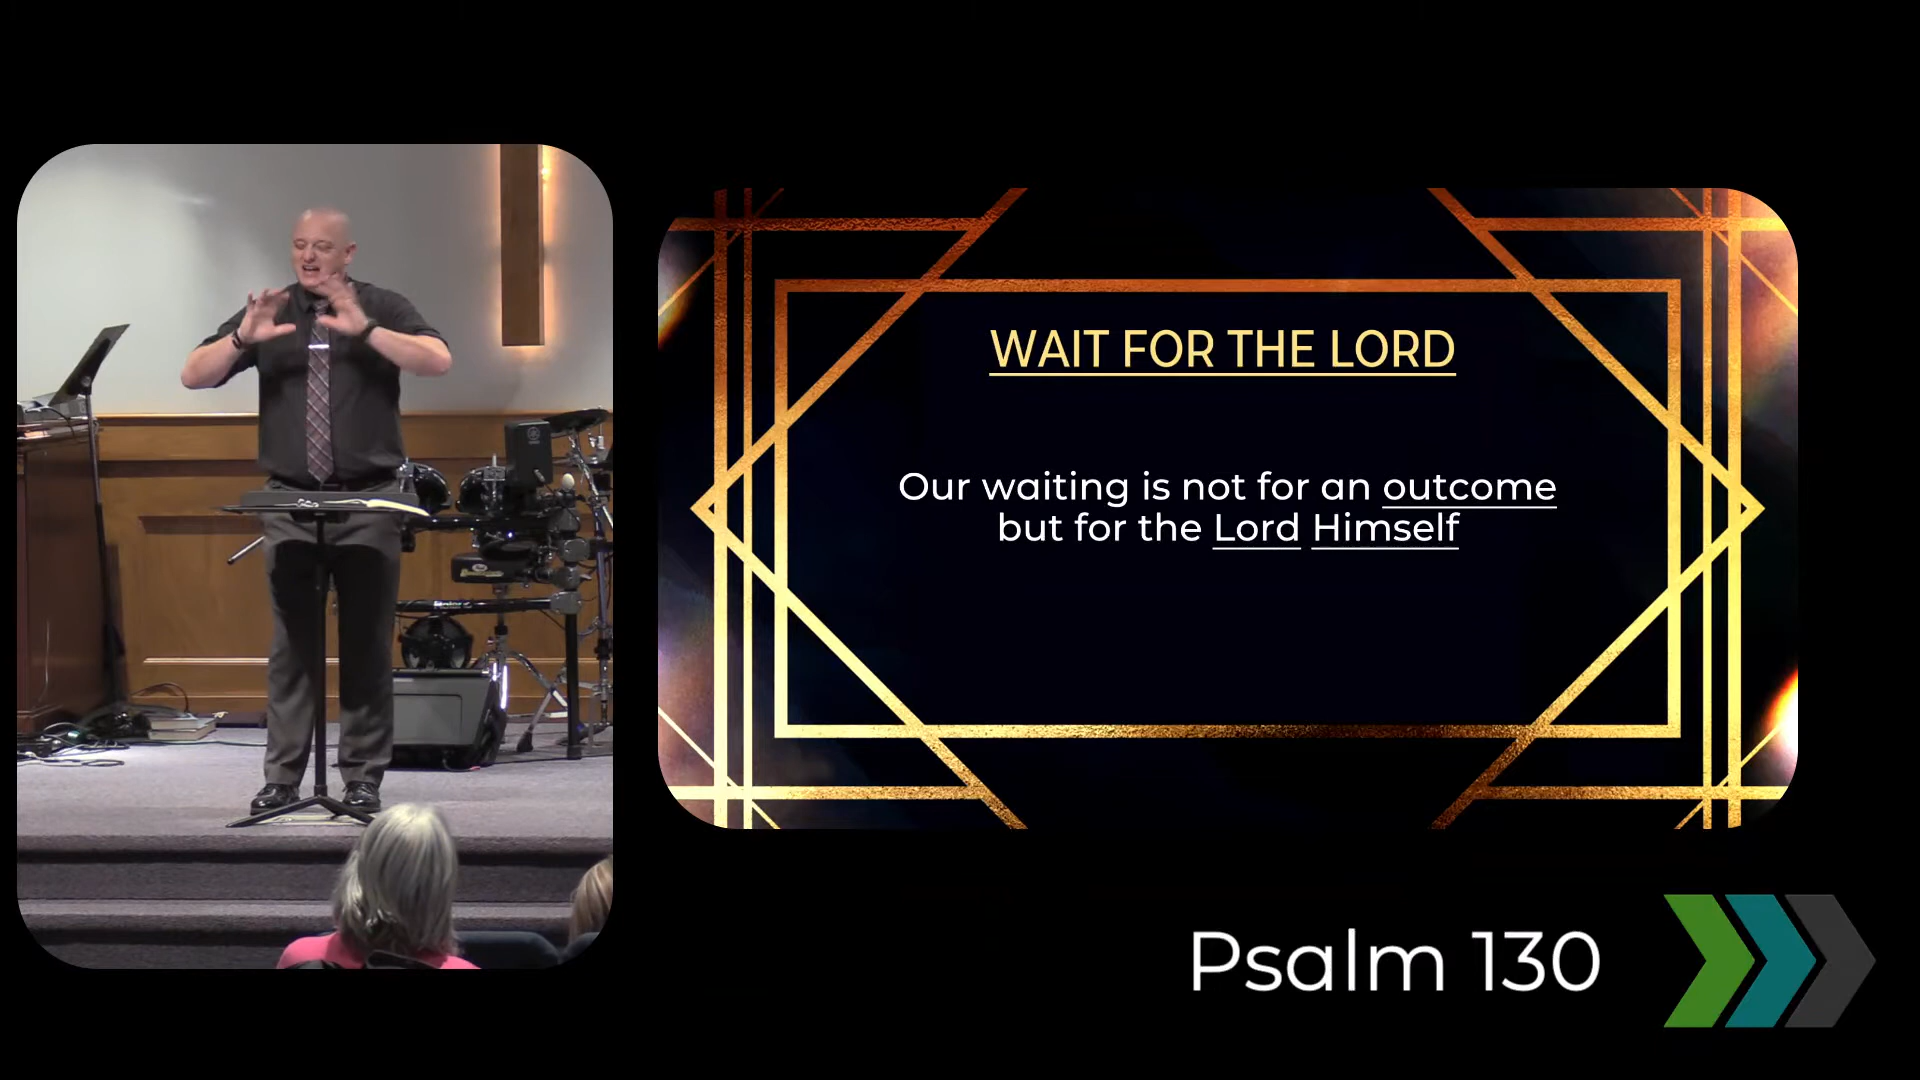 WAIT FOR THE LORD
Our waiting is not for an outcome
but for the Lord Himself
Psalm 130